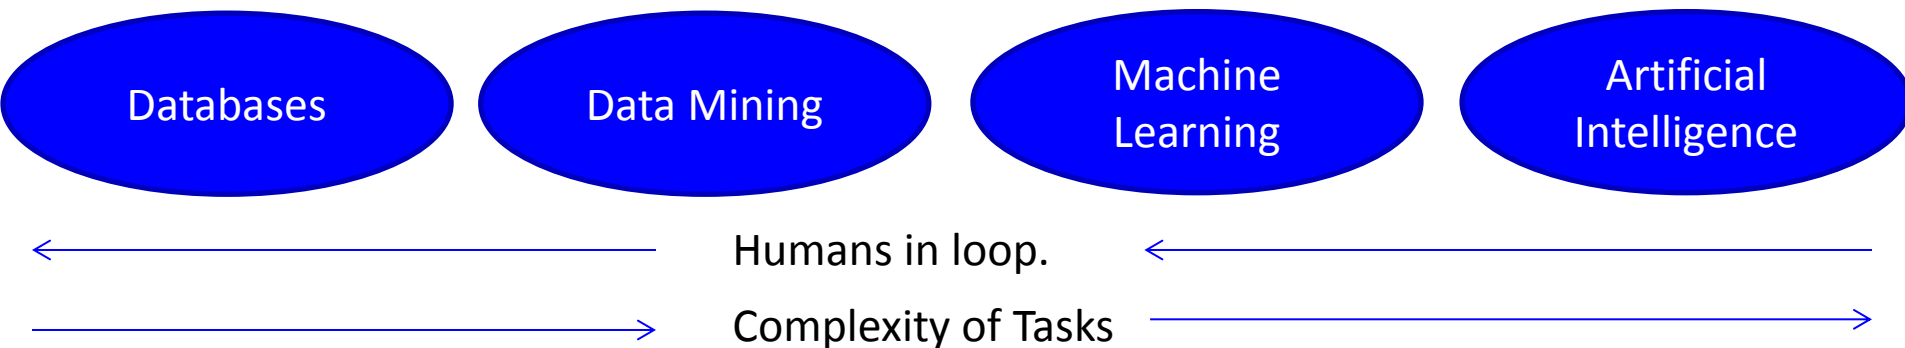 Databases
Data Mining
Machine
Learning
Artificial
Intelligence
Humans in loop.
Complexity of Tasks